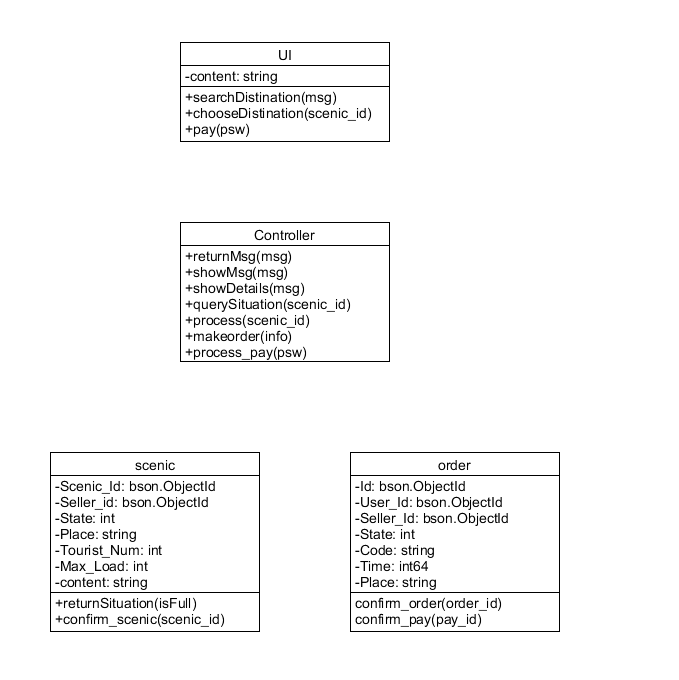 UI
-content: string
+searchDistination(msg)
+chooseDistination(scenic_id)
+pay(psw)
Controller
+returnMsg(msg)
+showMsg(msg)
+showDetails(msg)
+querySituation(scenic_id)
+process(scenic_id)
+makeorder(info)
+process_pay(psw)
scenic
-Scenic_Id: bson.ObjectId
-Seller_id: bson.ObjectId
-State: int
-Place: string
-Tourist_Num: int
-Max_Load: int
-content: string
+returnSituation(isFull)
+confirm_scenic(scenic_id)
order
-Id: bson.ObjectId
-User_Id: bson.ObjectId
-Seller_Id: bson.ObjectId
-State: int
-Code: string
-Time: int64
-Place: string
confirm_order(order_id)
confirm_pay(pay_id)